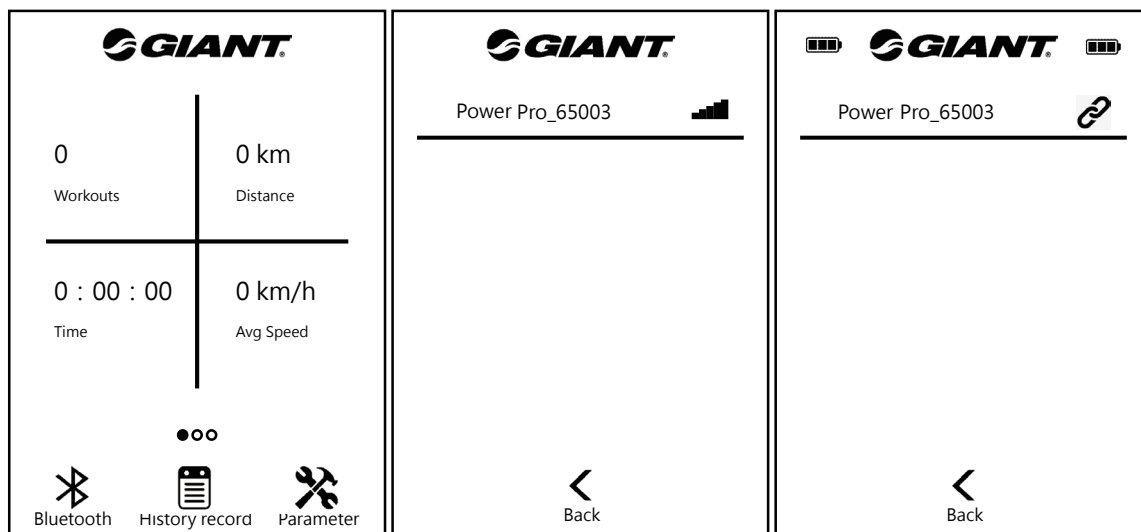 GIANT
0
Workouts
0 km
Distance
0 : 00 : 00
Time
0 km/h
Avg Speed
Bluetooth
History record
Parameter
GIANT
Power Pro_65003
Back
GIANT
Power Pro_65003
Back